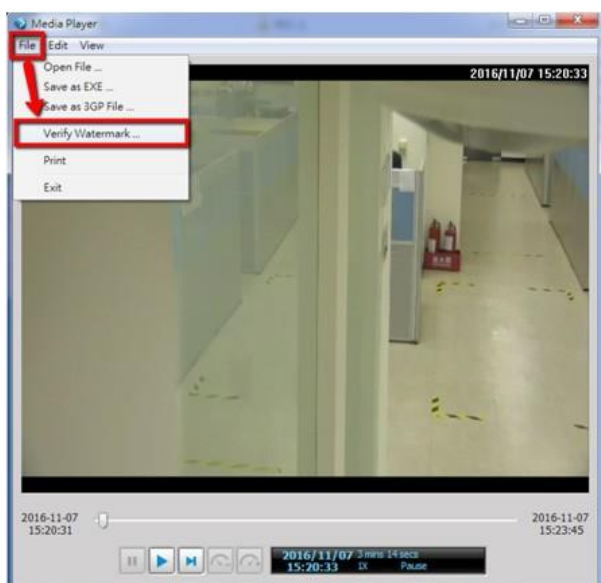 Media Player
File Edit View
Open File ...
Save as EXE ...
Save as 3GP File ...
Verify Watermark ...
Print
Exit
2016/11/07 15:20:33
2016-11-07
15:20:31
2016-11-07
15:23:45
2016/11/07 3 mins 14 secs
15:20:33 1X Pause